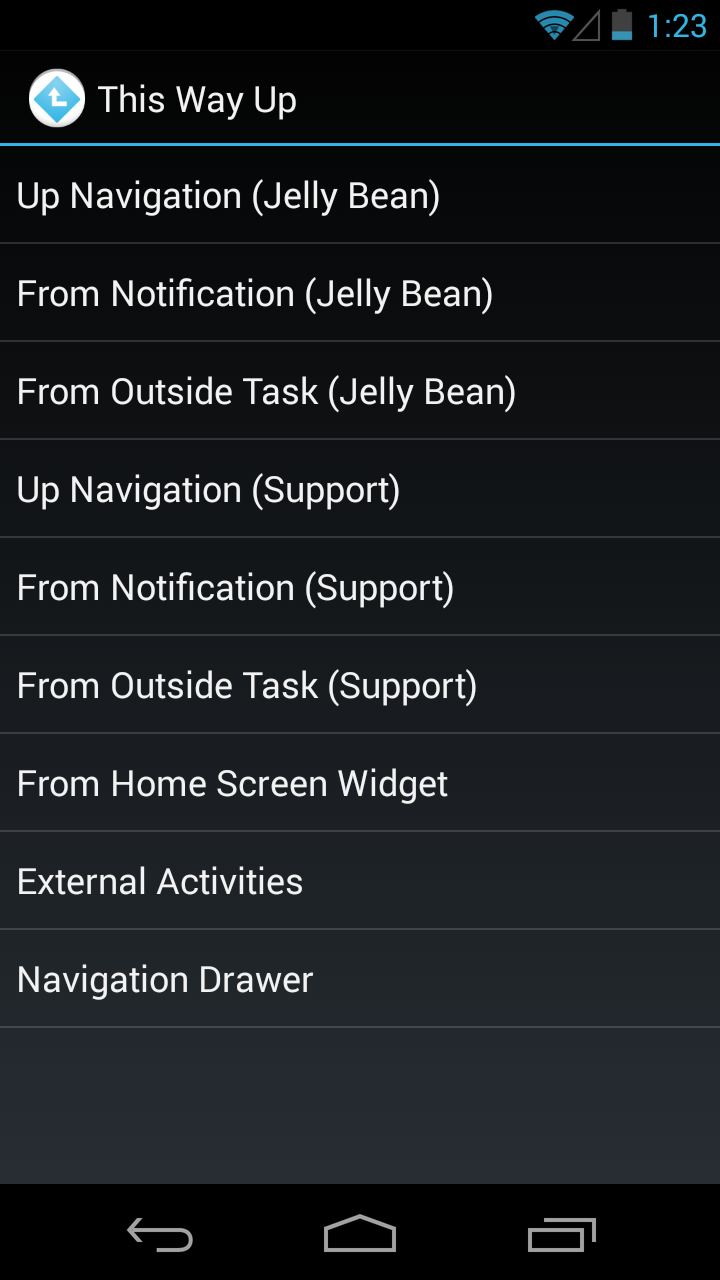 1:23
This Way Up
Up Navigation (Jelly Bean)
From Notification (Jelly Bean)
From Outside Task (Jelly Bean)
Up Navigation (Support)
From Notification (Support)
From Outside Task (Support)
From Home Screen Widget
External Activities
Navigation Drawer